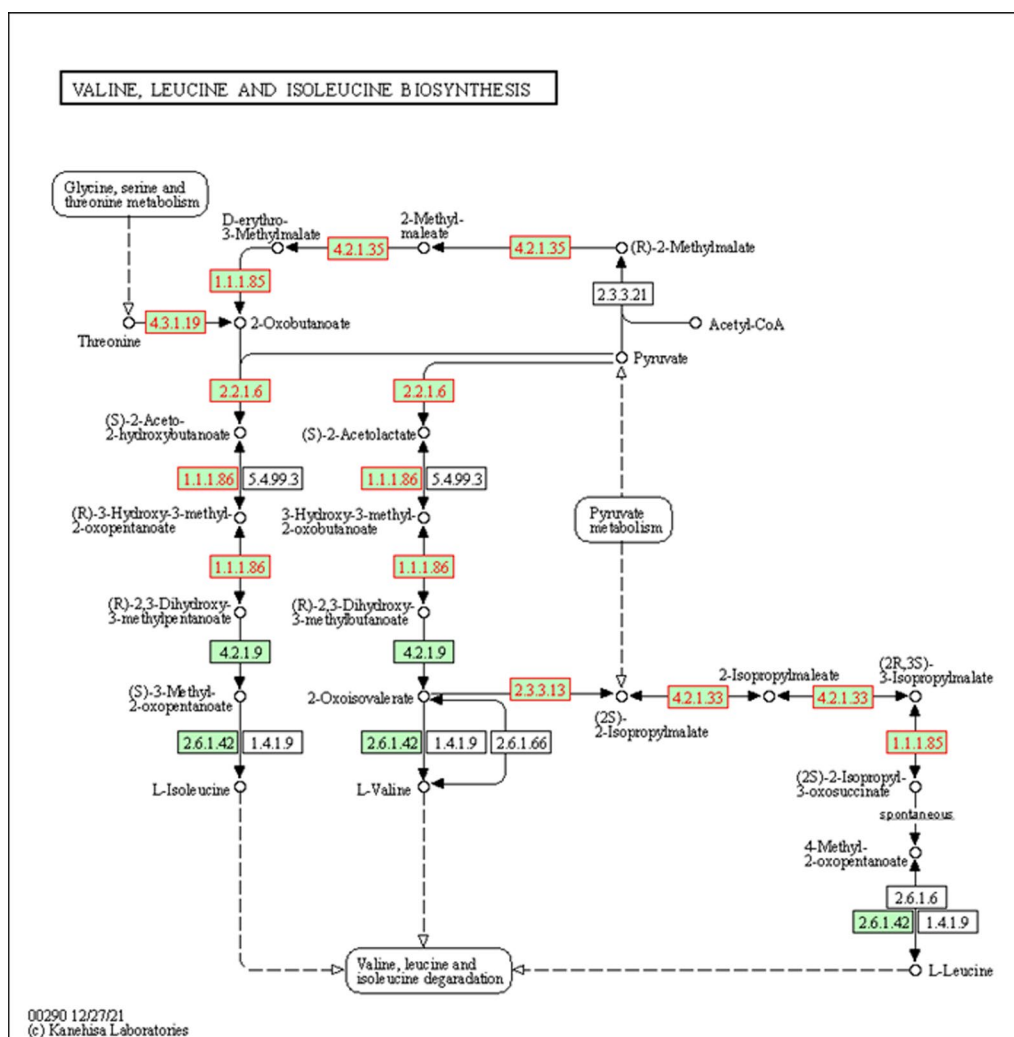 VALINE, LEUCINE AND ISOLEUCINE BIOSYNTHESIS
Glycine, serine and
threonine metabolism
D-erythro-
3-Methylmalate
2-Methyl-
maleate
4.2.1.35
4.2.1.35
(R)-2-Methylmalate
1.1.1.85
2.3.3.21
Threonine
4.3.1.19
2-Oxobutanoate
Acetyl-CoA
Pyruvate
2.2.1.6
2.2.1.6
(S)-2-Aceto-
2-hydroxybutanoate
(S)-2-Acetolactate
1.1.1.86
5.4.99.3
1.1.1.86
5.4.99.3
(R)-3-Hydroxy-3-methyl-
2-oxopentanoate
3-Hydroxy-3-methyl-
2-oxobutanoate
Pyruvate
metabolism
1.1.1.86
1.1.1.86
(R)-2,3-Dihydroxy-
3-methylpentanoate
(R)-2,3-Dihydroxy-
3-methylbutanoate
4.2.1.9
4.2.1.9
(S)-3-Methyl-
2-oxopentanoate
2-Oxoisovalerate
2.3.3.13
(2S)-
2-Isopropylmalate
4.2.1.33
2-Isopropylmaleate
4.2.1.33
(2R,3S)-
3-Isopropylmalate
2.6.1.42
1.4.1.9
2.6.1.42
1.4.1.9
2.6.1.66
1.1.1.85
L-Isoleucine
L-Valine
(2S)-2-Isopropyl-
3-oxosuccinate
spontaneous
4-Methyl-
2-oxopentanoate
2.6.1.6
2.6.1.42
1.4.1.9
Valine, leucine and
isoleucine degradation
L-Leucine
00290 12/27/21
(c) Kanehisa Laboratories